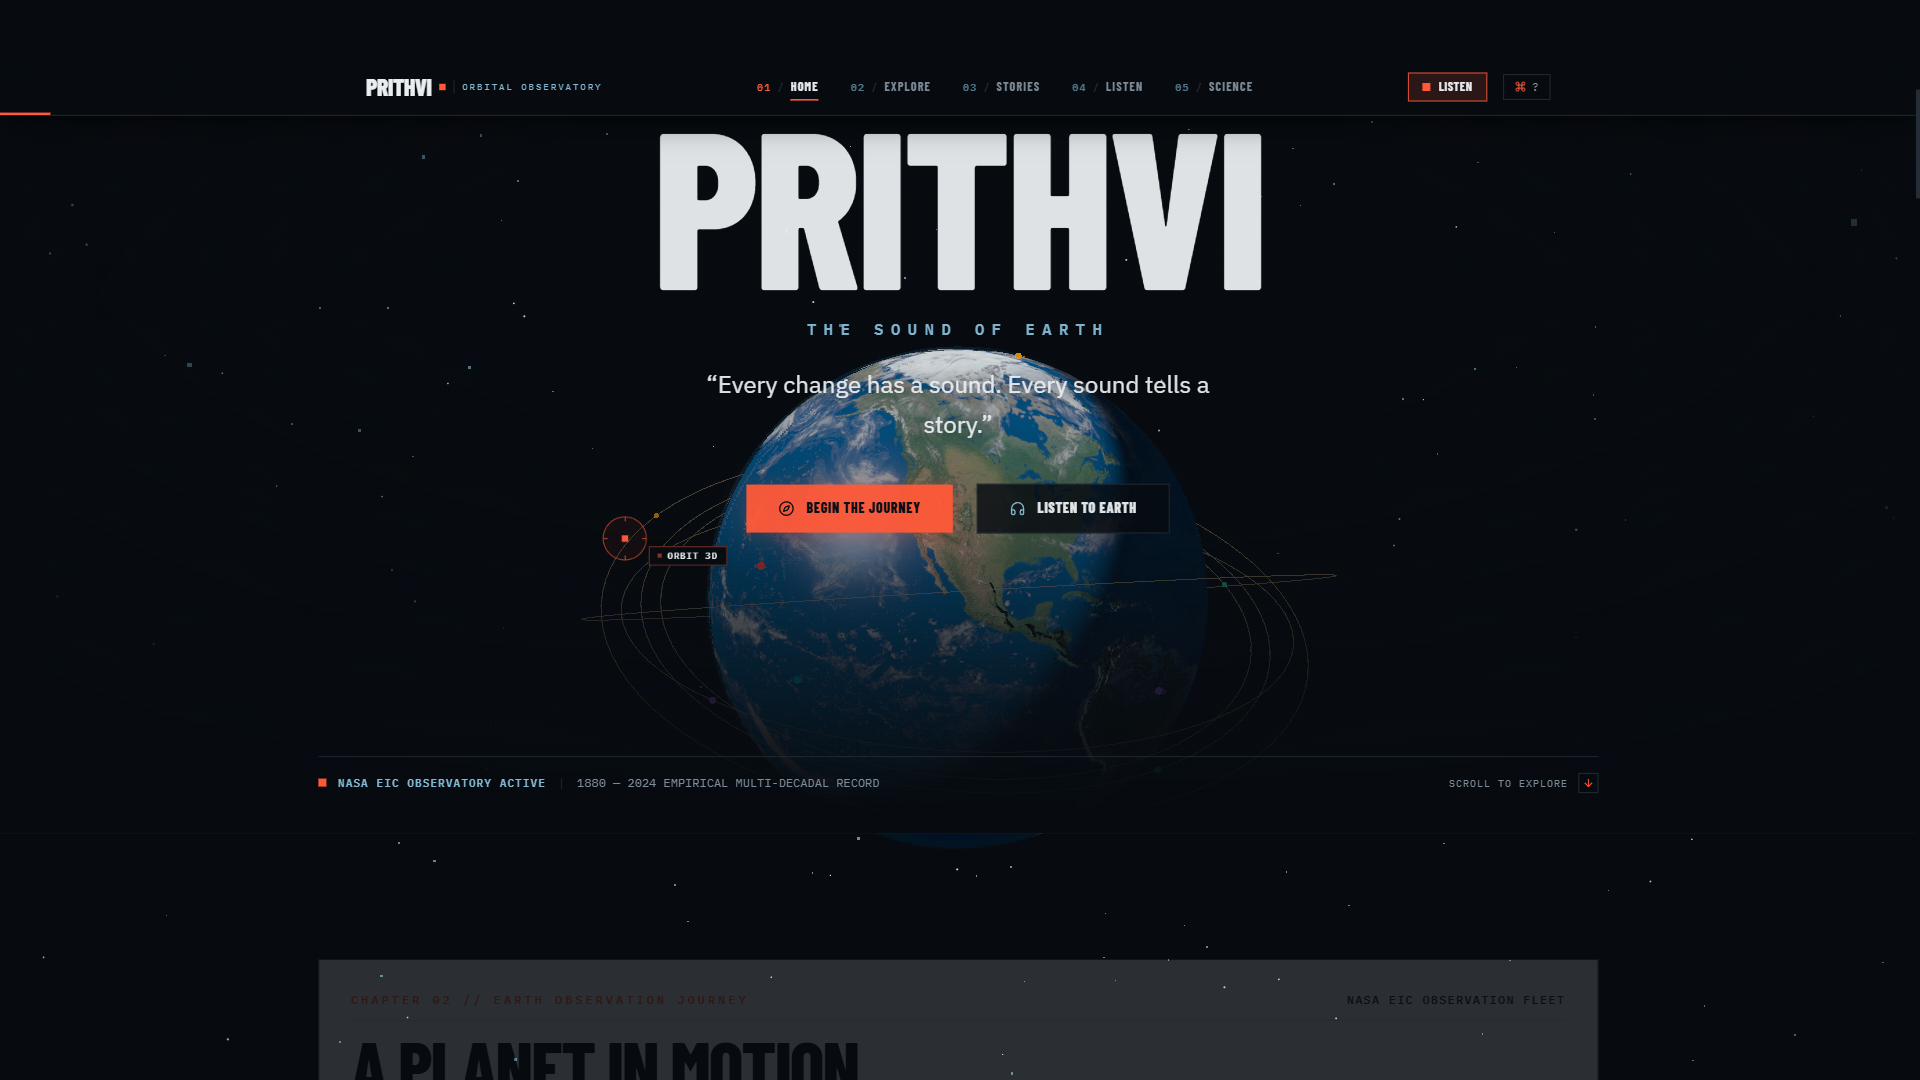 PRITHVI ORBITAL OBSERVATORY 01 / HOME 02 / EXPLORE 03 / STORIES 04 / LISTEN 05 / SCIENCE LISTEN ⌘ ?
PRITHVI
THE SOUND OF EARTH
“Every change has a sound. Every sound tells a
story.”
BEGIN THE JOURNEY LISTEN TO EARTH
ORBIT 3D
NASA EIC OBSERVATORY ACTIVE | 1880 — 2024 EMPIRICAL MULTI-DECADAL RECORD SCROLL TO EXPLORE ↓
CHAPTER 02 // EARTH OBSERVATION JOURNEY NASA EIC OBSERVATION FLEET
A PLANET IN MOTION